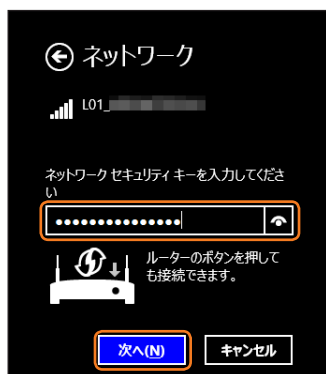 ネットワーク
L01_
ネットワーク セキュリティ キーを入力してくださ
い
ルーターのボタンを押して
も接続できます。
次へ(N)
キャンセル